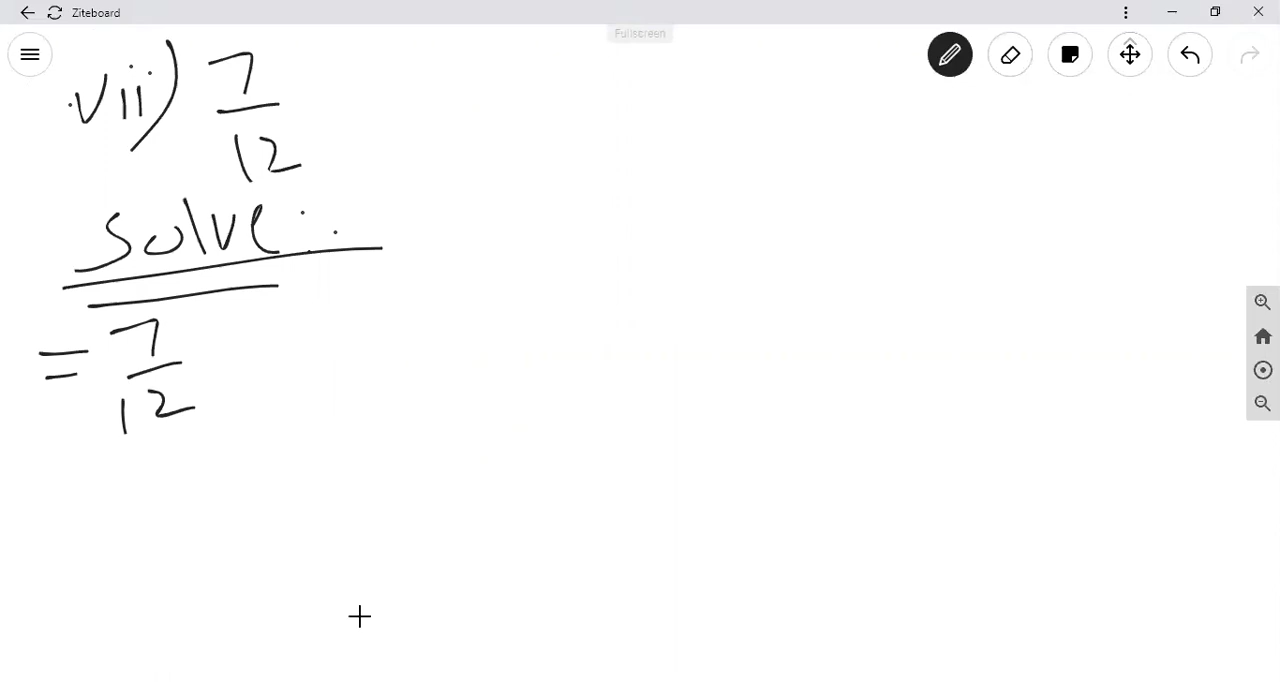 Ziteboard
Fullscreen
vii) 7/12
solve :
= 7/12